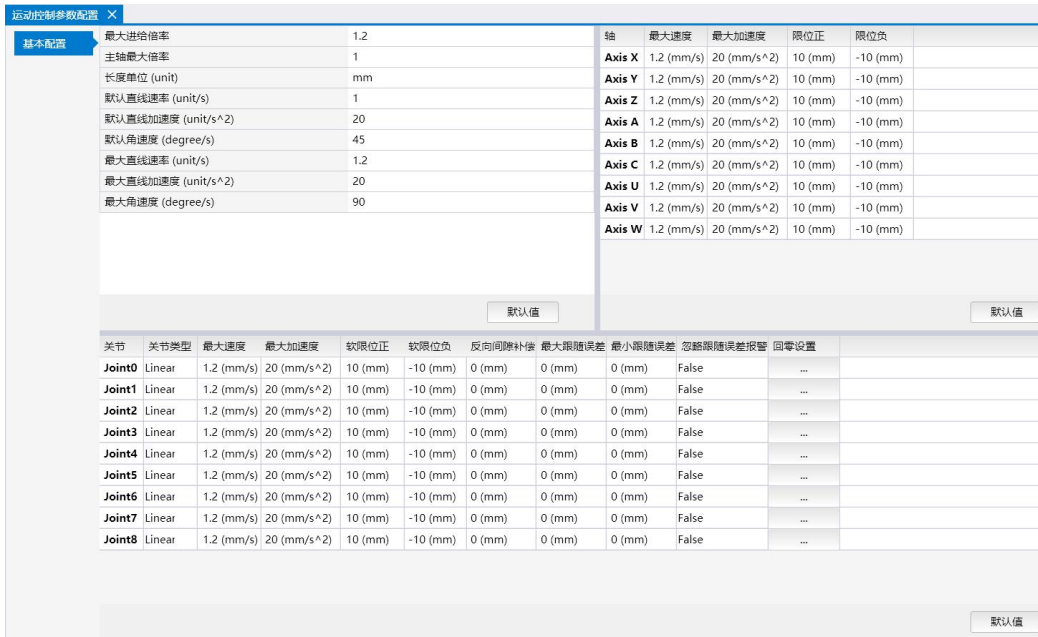 运动控制参数配置
基本配置
最大进给倍率 1.2
主轴最大倍率 1
长度单位 (unit) mm
默认直线速率 (unit/s) 1
默认直线加速度 (unit/s^2) 20
默认角速度 (degree/s) 45
最大直线速率 (unit/s) 1.2
最大直线加速度 (unit/s^2) 20
最大角速度 (degree/s) 90
默认值
轴 最大速度 最大加速度 限位正 限位负
Axis X 1.2 (mm/s) 20 (mm/s^2) 10 (mm) -10 (mm)
Axis Y 1.2 (mm/s) 20 (mm/s^2) 10 (mm) -10 (mm)
Axis Z 1.2 (mm/s) 20 (mm/s^2) 10 (mm) -10 (mm)
Axis A 1.2 (mm/s) 20 (mm/s^2) 10 (mm) -10 (mm)
Axis B 1.2 (mm/s) 20 (mm/s^2) 10 (mm) -10 (mm)
Axis C 1.2 (mm/s) 20 (mm/s^2) 10 (mm) -10 (mm)
Axis U 1.2 (mm/s) 20 (mm/s^2) 10 (mm) -10 (mm)
Axis V 1.2 (mm/s) 20 (mm/s^2) 10 (mm) -10 (mm)
Axis W 1.2 (mm/s) 20 (mm/s^2) 10 (mm) -10 (mm)
默认值
关节 关节类型 最大速度 最大加速度 软限位正 软限位负 反向间隙补偿 最大跟随误差 最小跟随误差 忽略跟随误差报警 回零设置
Joint0 Linear 1.2 (mm/s) 20 (mm/s^2) 10 (mm) -10 (mm) 0 (mm) 0 (mm) 0 (mm) False ...
Joint1 Linear 1.2 (mm/s) 20 (mm/s^2) 10 (mm) -10 (mm) 0 (mm) 0 (mm) 0 (mm) False ...
Joint2 Linear 1.2 (mm/s) 20 (mm/s^2) 10 (mm) -10 (mm) 0 (mm) 0 (mm) 0 (mm) False ...
Joint3 Linear 1.2 (mm/s) 20 (mm/s^2) 10 (mm) -10 (mm) 0 (mm) 0 (mm) 0 (mm) False ...
Joint4 Linear 1.2 (mm/s) 20 (mm/s^2) 10 (mm) -10 (mm) 0 (mm) 0 (mm) 0 (mm) False ...
Joint5 Linear 1.2 (mm/s) 20 (mm/s^2) 10 (mm) -10 (mm) 0 (mm) 0 (mm) 0 (mm) False ...
Joint6 Linear 1.2 (mm/s) 20 (mm/s^2) 10 (mm) -10 (mm) 0 (mm) 0 (mm) 0 (mm) False ...
Joint7 Linear 1.2 (mm/s) 20 (mm/s^2) 10 (mm) -10 (mm) 0 (mm) 0 (mm) 0 (mm) False ...
Joint8 Linear 1.2 (mm/s) 20 (mm/s^2) 10 (mm) -10 (mm) 0 (mm) 0 (mm) 0 (mm) False ...
默认值